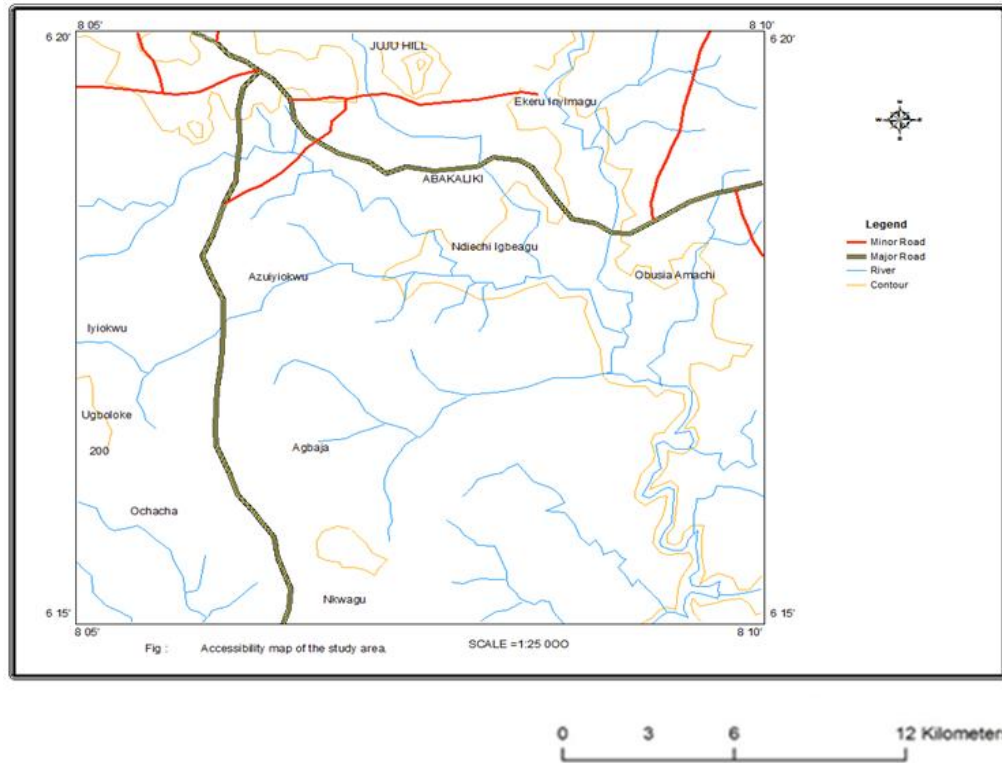 8 05'
8 10'
6 20'
6 20'
JUJU HILL
Ekeru Inyimagu
N
W
E
S
ABAKALIKI
Legend
Minor Road
Major Road
River
Contour
Ndiechi Igbeagu
Azuiyiokwu
Obusia Amachi
Iyiokwu
Ugboloke
200
Agbaja
Ochacha
Nkwagu
6 15'
6 15'
8 05'
8 10'
Fig : Accessibility map of the study area.
SCALE =1:25 000
0 3 6 12 Kilometers